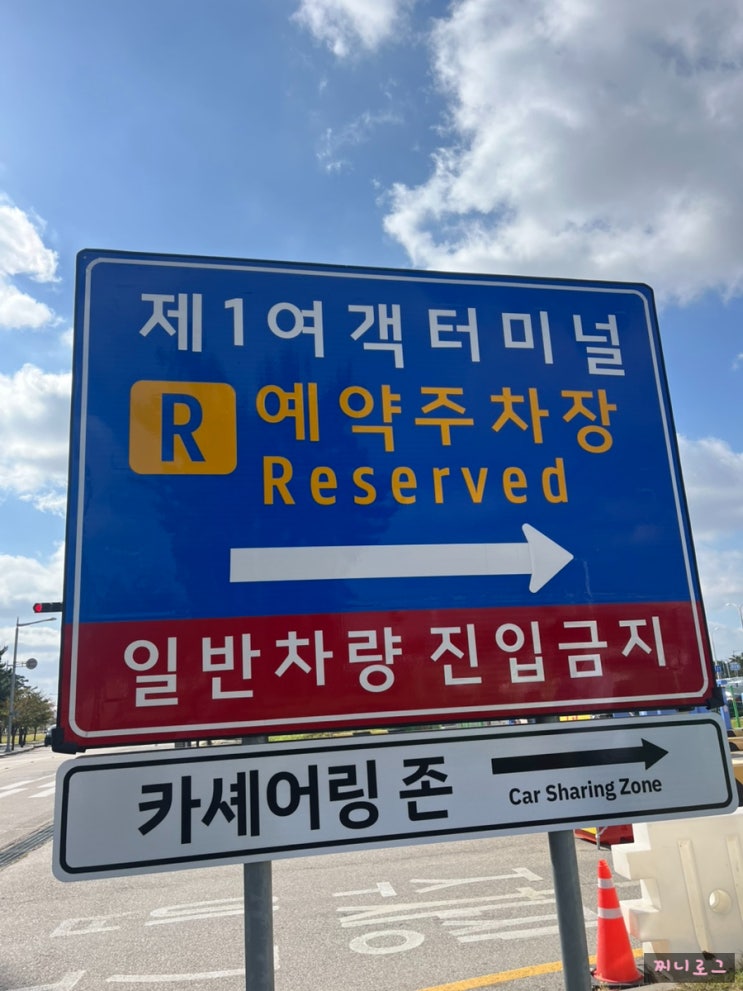 제1여객터미널
R 예약주차장
Reserved
일반차량 진입금지
카셰어링 존
Car Sharing Zone
찌니로그